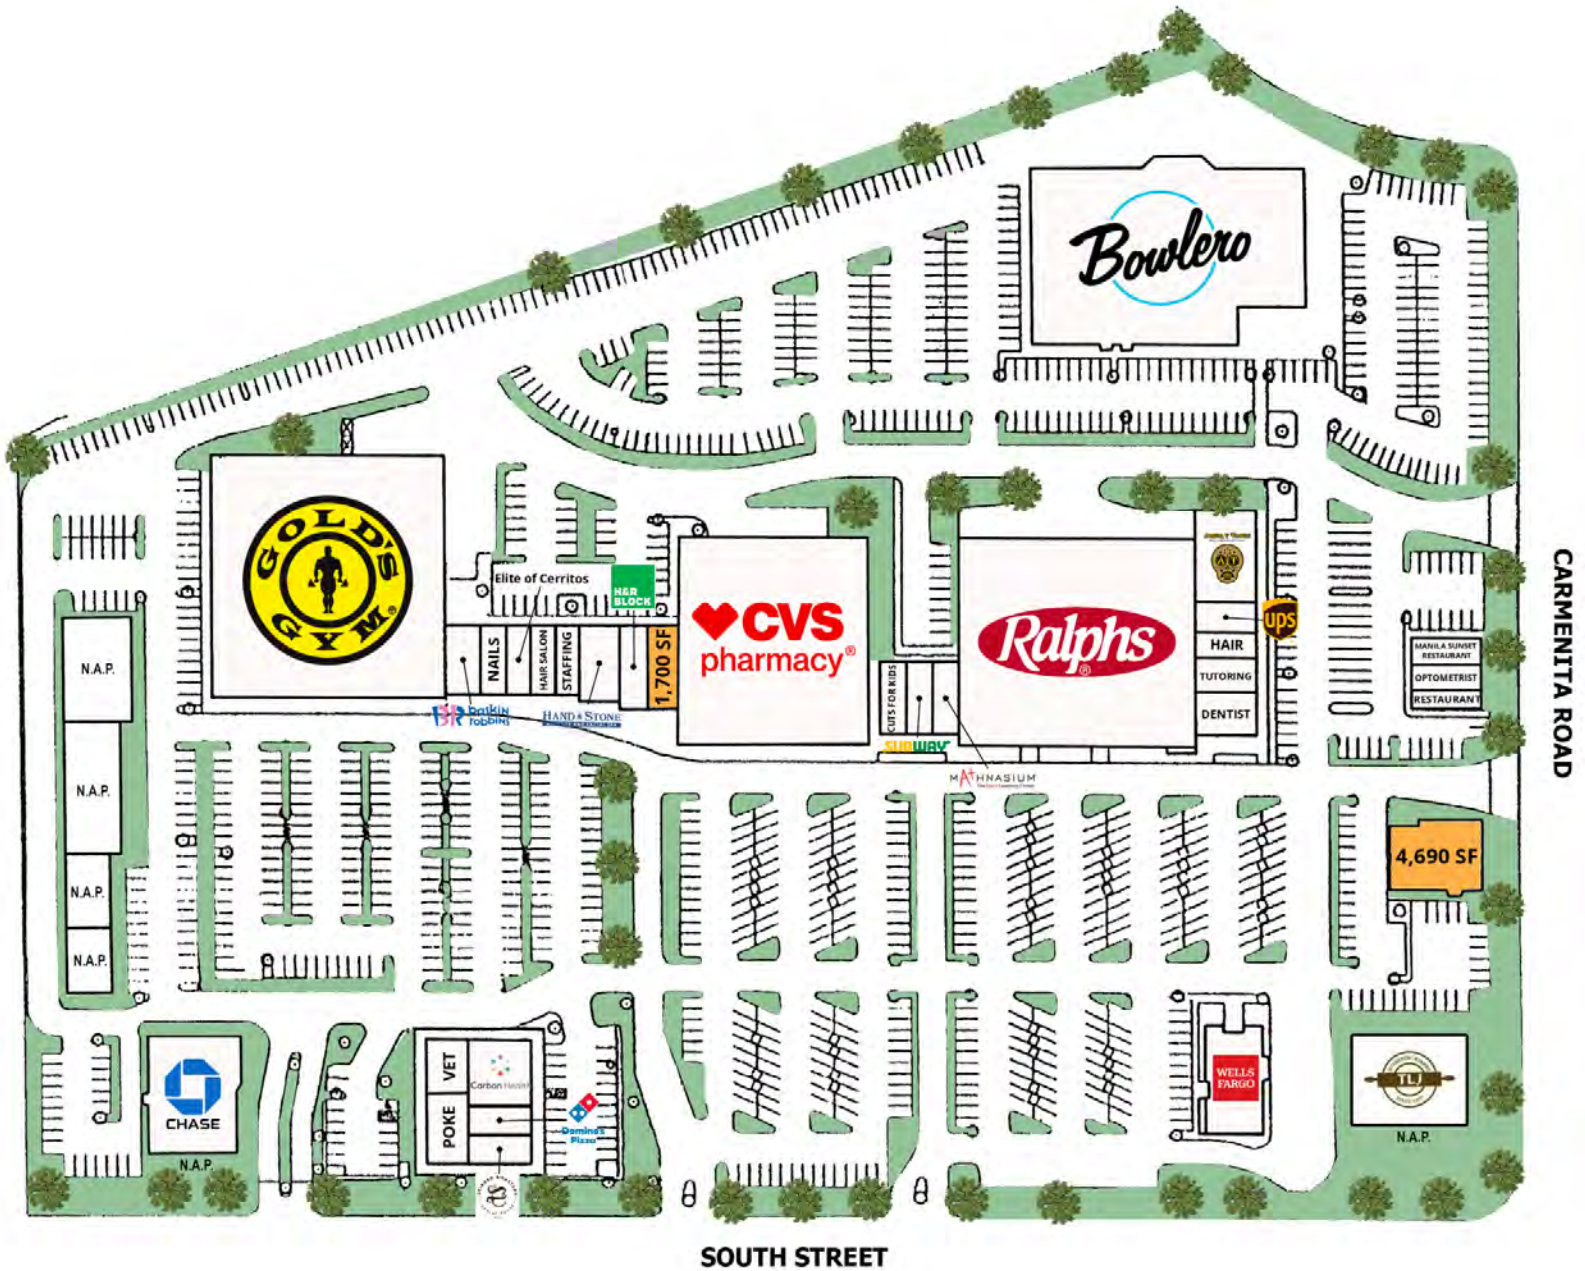 Bowlero
GOLD'S
GYM
Elite of Cerritos
H&R
BLOCK
NAILS
HAIR SALON
STAFFING
1,700 SF
baskin
robbins
HAND & STONE
CVS
pharmacy
CUTS FOR KIDS
SUBWAY
MATHNASIUM
Ralphs
ups
HAIR
TUTORING
DENTIST
MANILA SUNSET
RESTAURANT
OPTOMETRIST
RESTAURANT
CARMENITA ROAD
4,690 SF
N.A.P.
N.A.P.
N.A.P.
N.A.P.
CHASE
N.A.P.
VET
Carbon Health
POKE
Domino's
Pizza
WELLS
FARGO
TLJ
N.A.P.
SOUTH STREET